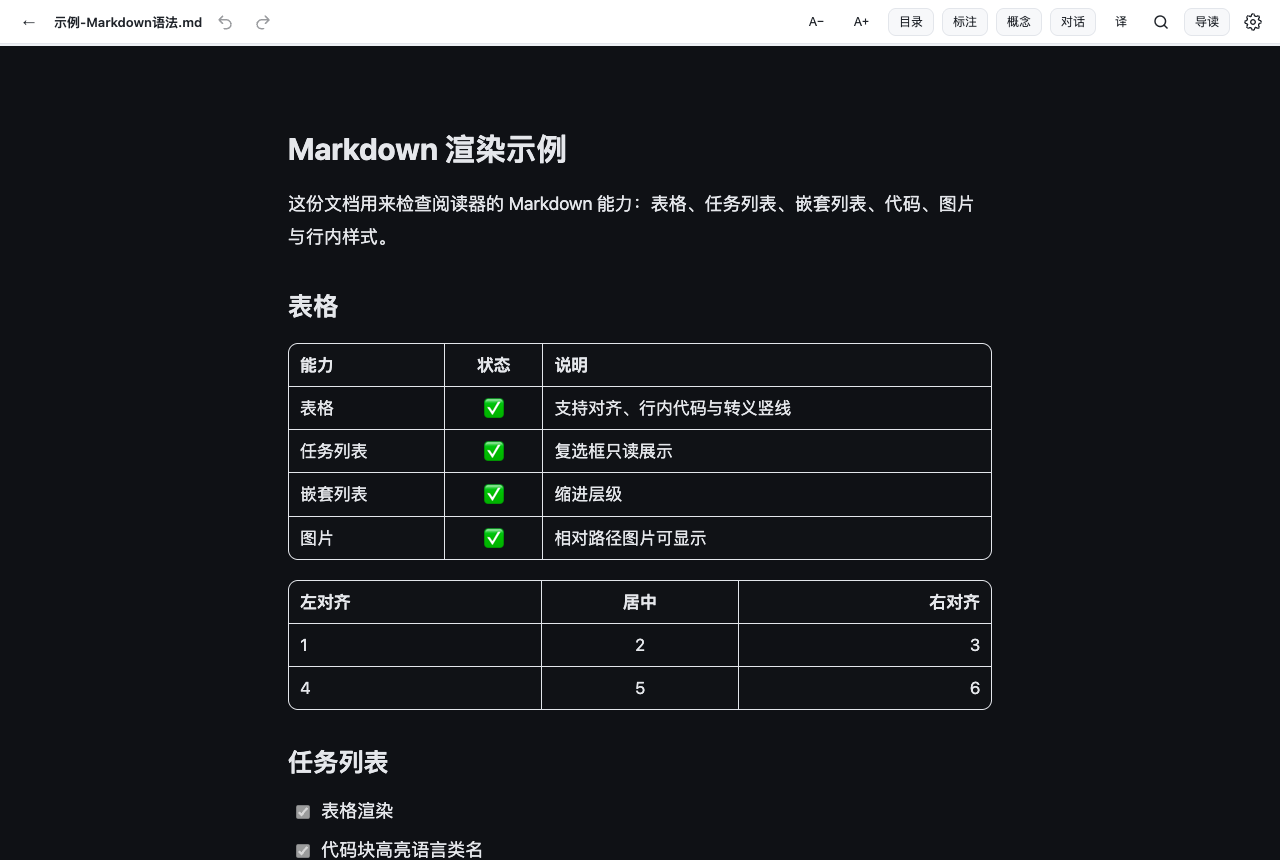 ← 示例-Markdown语法.md A− A+ 目录 标注 概念 对话 译 导读
Markdown 渲染示例
这份文档用来检查阅读器的 Markdown 能力：表格、任务列表、嵌套列表、代码、图片
与行内样式。
表格
能力 状态 说明
表格 ✅ 支持对齐、行内代码与转义竖线
任务列表 ✅ 复选框只读展示
嵌套列表 ✅ 缩进层级
图片 ✅ 相对路径图片可显示
左对齐 居中 右对齐
1 2 3
4 5 6
任务列表
表格渲染
代码块高亮语言类名